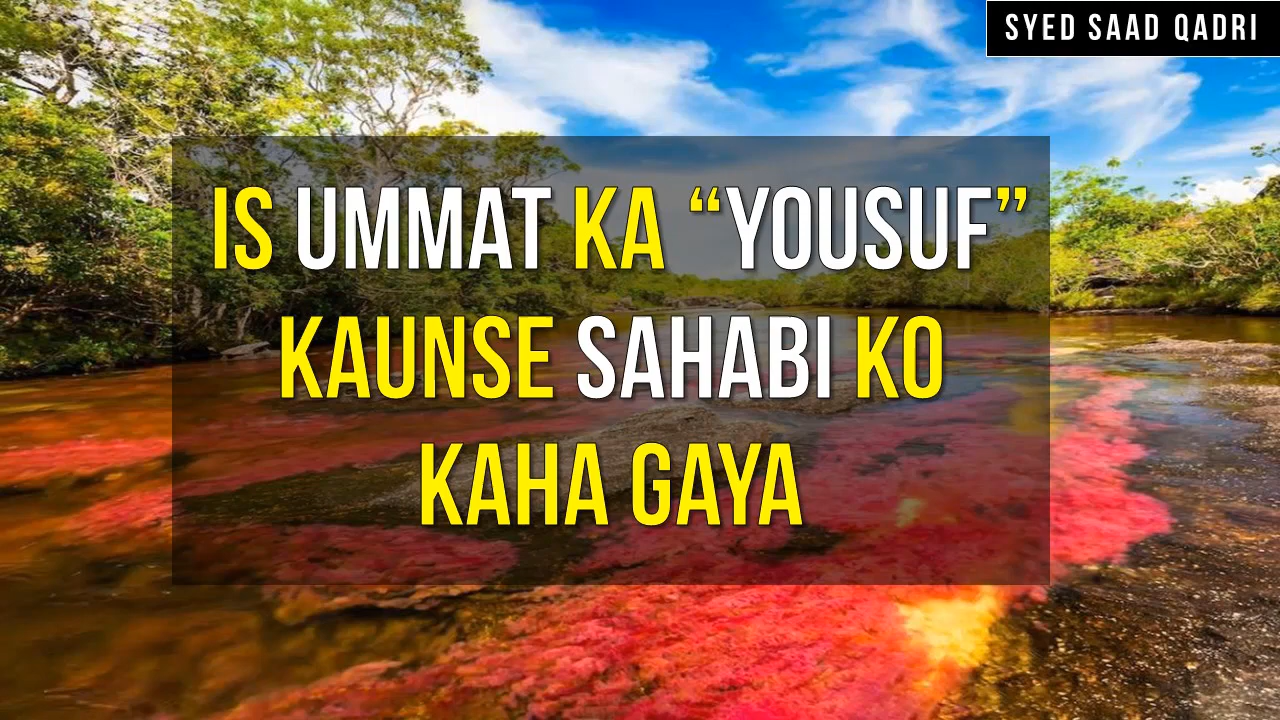 SYED SAAD QADRI
IS UMMAT KA “YOUSUF”
KAUNSE SAHABI KO
KAHA GAYA